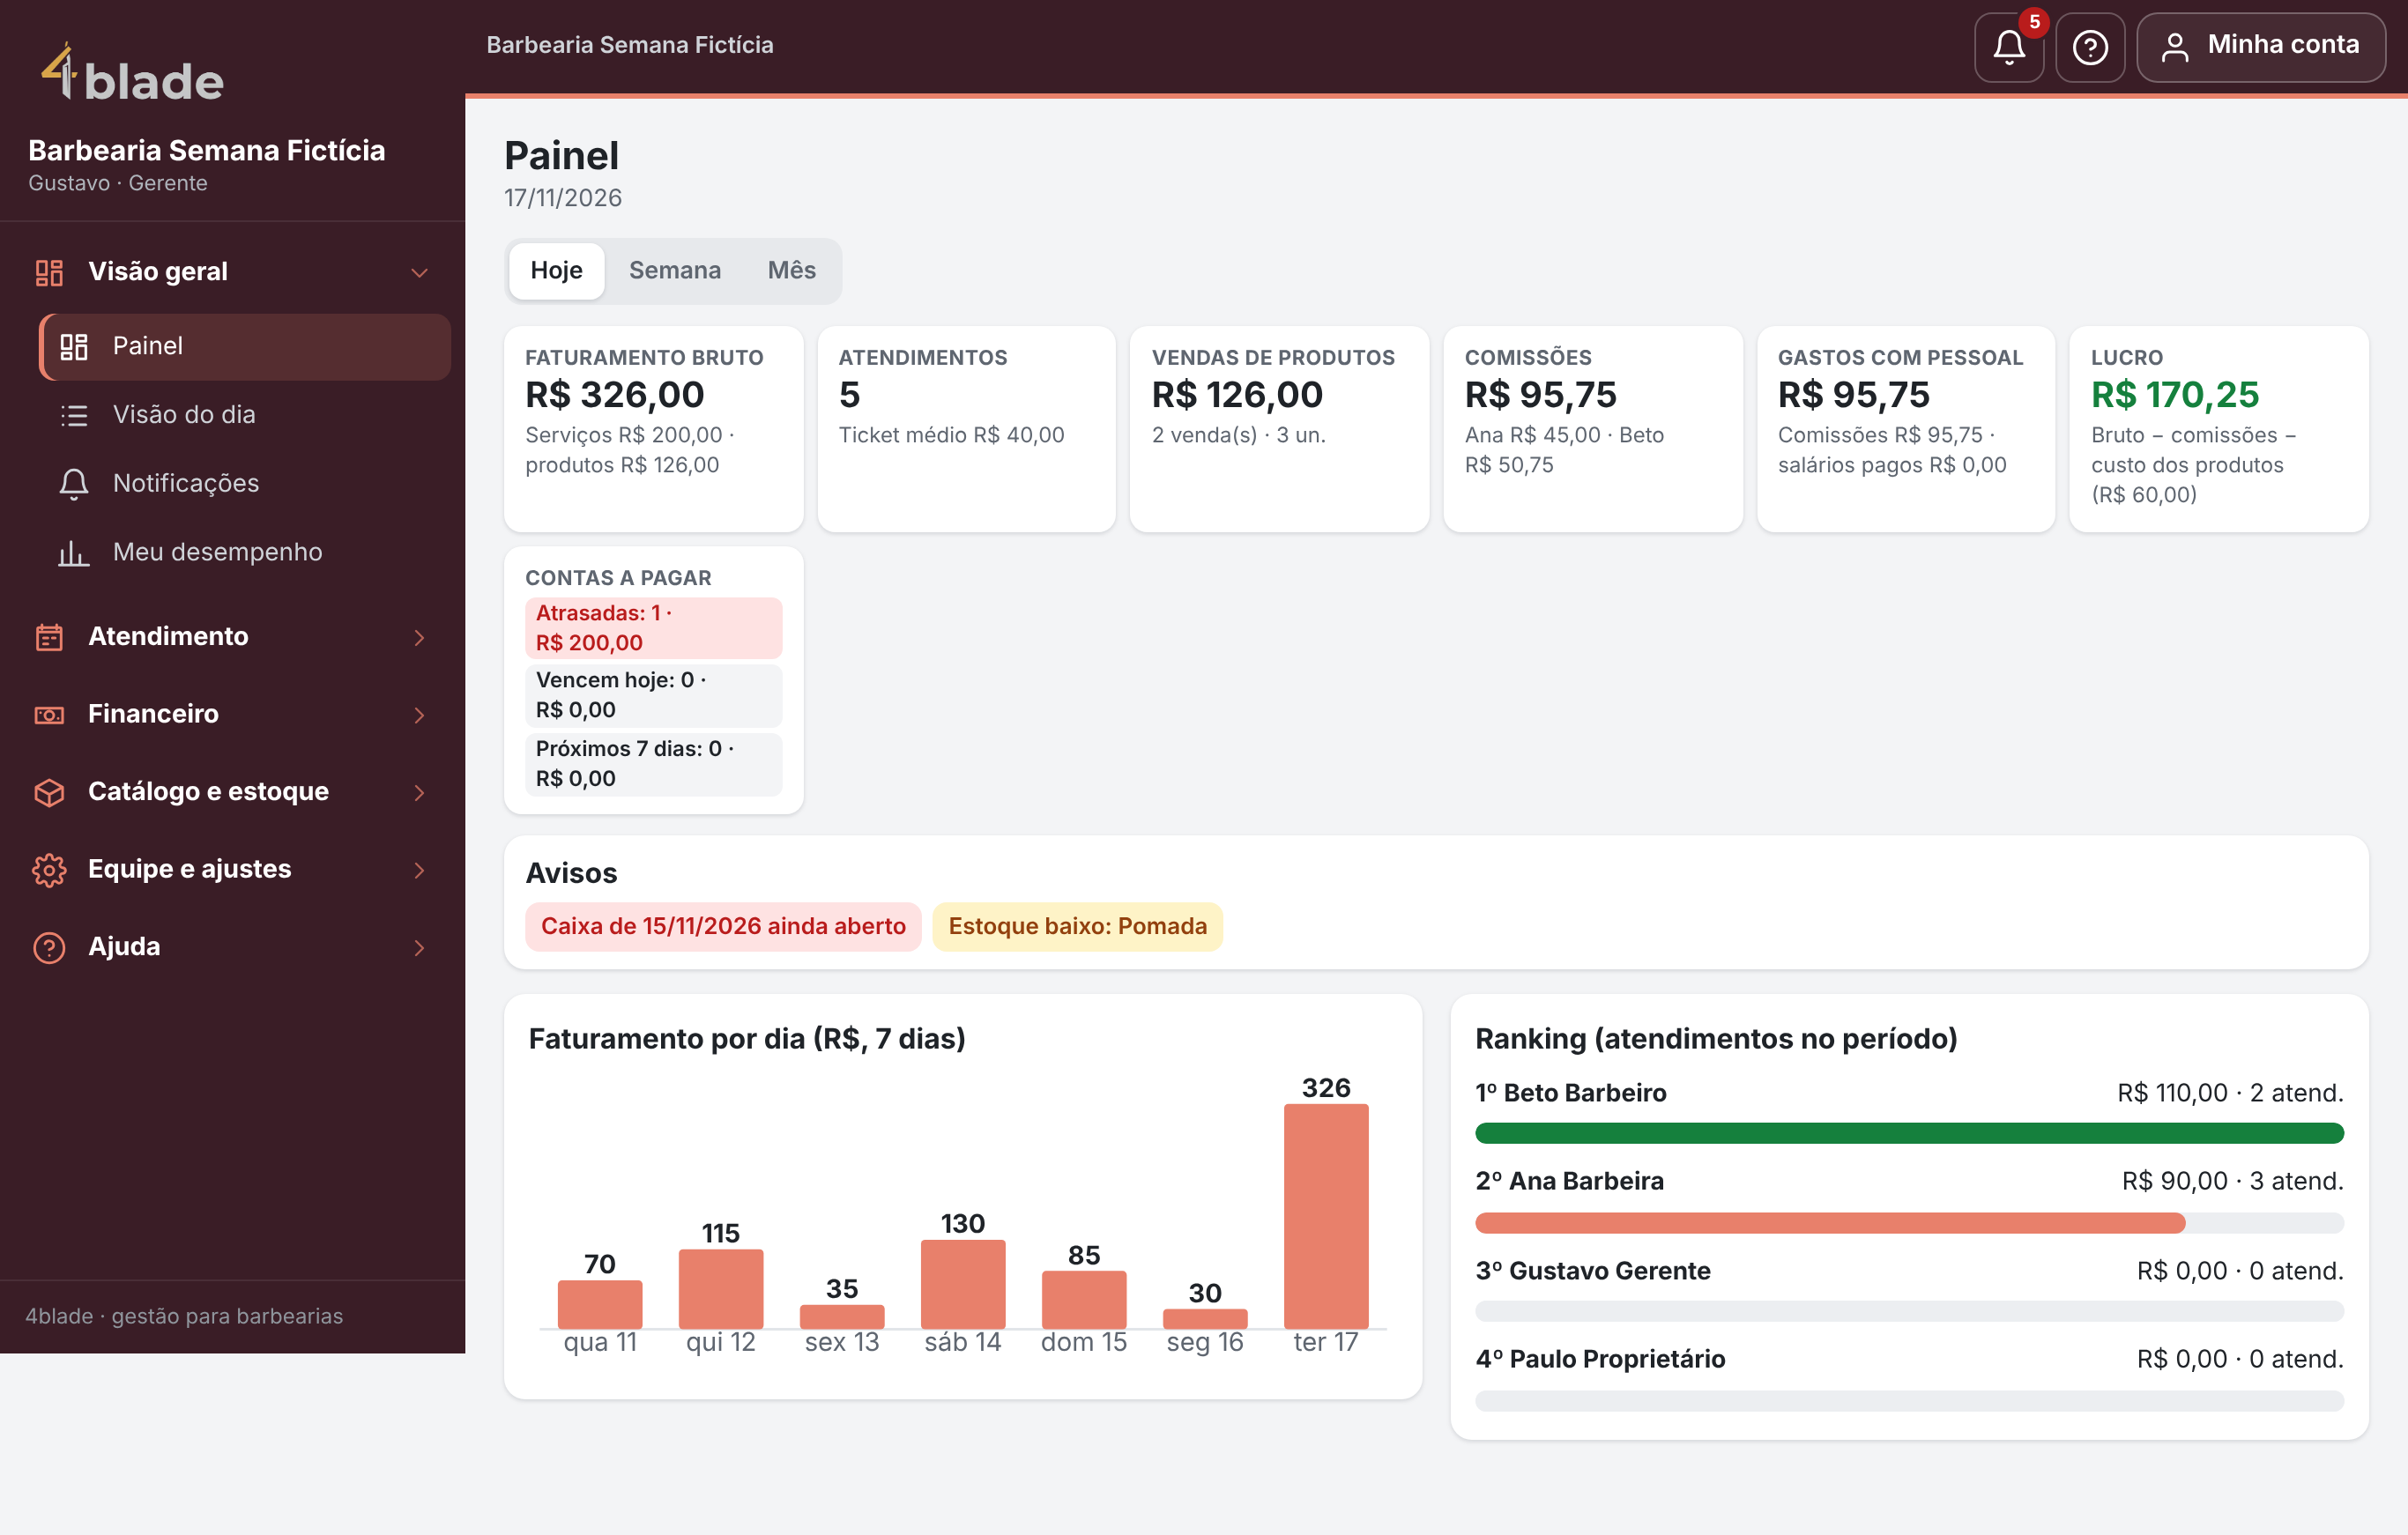 4blade
Barbearia Semana Fictícia
Gustavo · Gerente
Visão geral
Painel
Visão do dia
Notificações
Meu desempenho
Atendimento
Financeiro
Catálogo e estoque
Equipe e ajustes
Ajuda
4blade · gestão para barbearias
Barbearia Semana Fictícia
5
Minha conta
Painel
17/11/2026
Hoje
Semana
Mês
FATURAMENTO BRUTO
R$ 326,00
Serviços R$ 200,00 ·
produtos R$ 126,00
ATENDIMENTOS
5
Ticket médio R$ 40,00
VENDAS DE PRODUTOS
R$ 126,00
2 venda(s) · 3 un.
COMISSÕES
R$ 95,75
Ana R$ 45,00 · Beto
R$ 50,75
GASTOS COM PESSOAL
R$ 95,75
Comissões R$ 95,75 ·
salários pagos R$ 0,00
LUCRO
R$ 170,25
Bruto − comissões −
custo dos produtos
(R$ 60,00)
CONTAS A PAGAR
Atrasadas: 1 ·
R$ 200,00
Vencem hoje: 0 ·
R$ 0,00
Próximos 7 dias: 0 ·
R$ 0,00
Avisos
Caixa de 15/11/2026 ainda aberto
Estoque baixo: Pomada
Faturamento por dia (R$, 7 dias)
70
115
35
130
85
30
326
qua 11
qui 12
sex 13
sáb 14
dom 15
seg 16
ter 17
Ranking (atendimentos no período)
1º Beto Barbeiro
R$ 110,00 · 2 atend.
2º Ana Barbeira
R$ 90,00 · 3 atend.
3º Gustavo Gerente
R$ 0,00 · 0 atend.
4º Paulo Proprietário
R$ 0,00 · 0 atend.